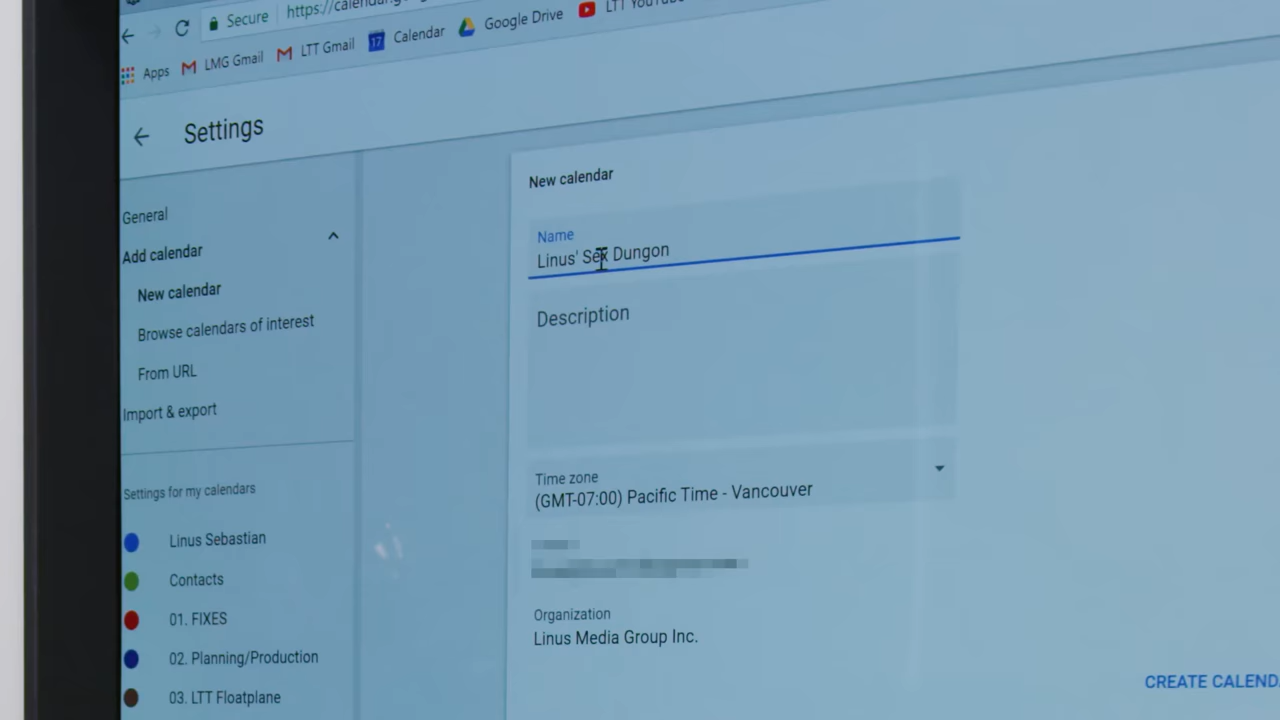 Secure https://calendar.g
Apps LMG Gmail LTT Gmail 17 Calendar Google Drive LTT YouTube
Settings
General
Add calendar
New calendar
Browse calendars of interest
From URL
Import & export
Settings for my calendars
Linus Sebastian
Contacts
01. FIXES
02. Planning/Production
03. LTT Floatplane
New calendar
Name
Linus' Sex Dungon
Description
Time zone
(GMT-07:00) Pacific Time - Vancouver
Organization
Linus Media Group Inc.
CREATE CALENDA